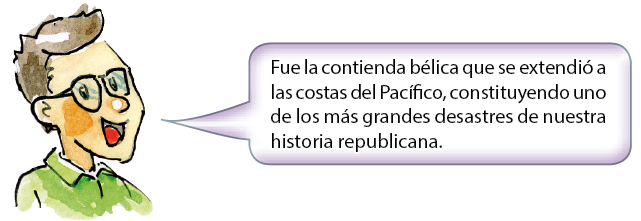 Fue la contienda bélica que se extendió a
las costas del Pacífico, constituyendo uno
de los más grandes desastres de nuestra
historia republicana.